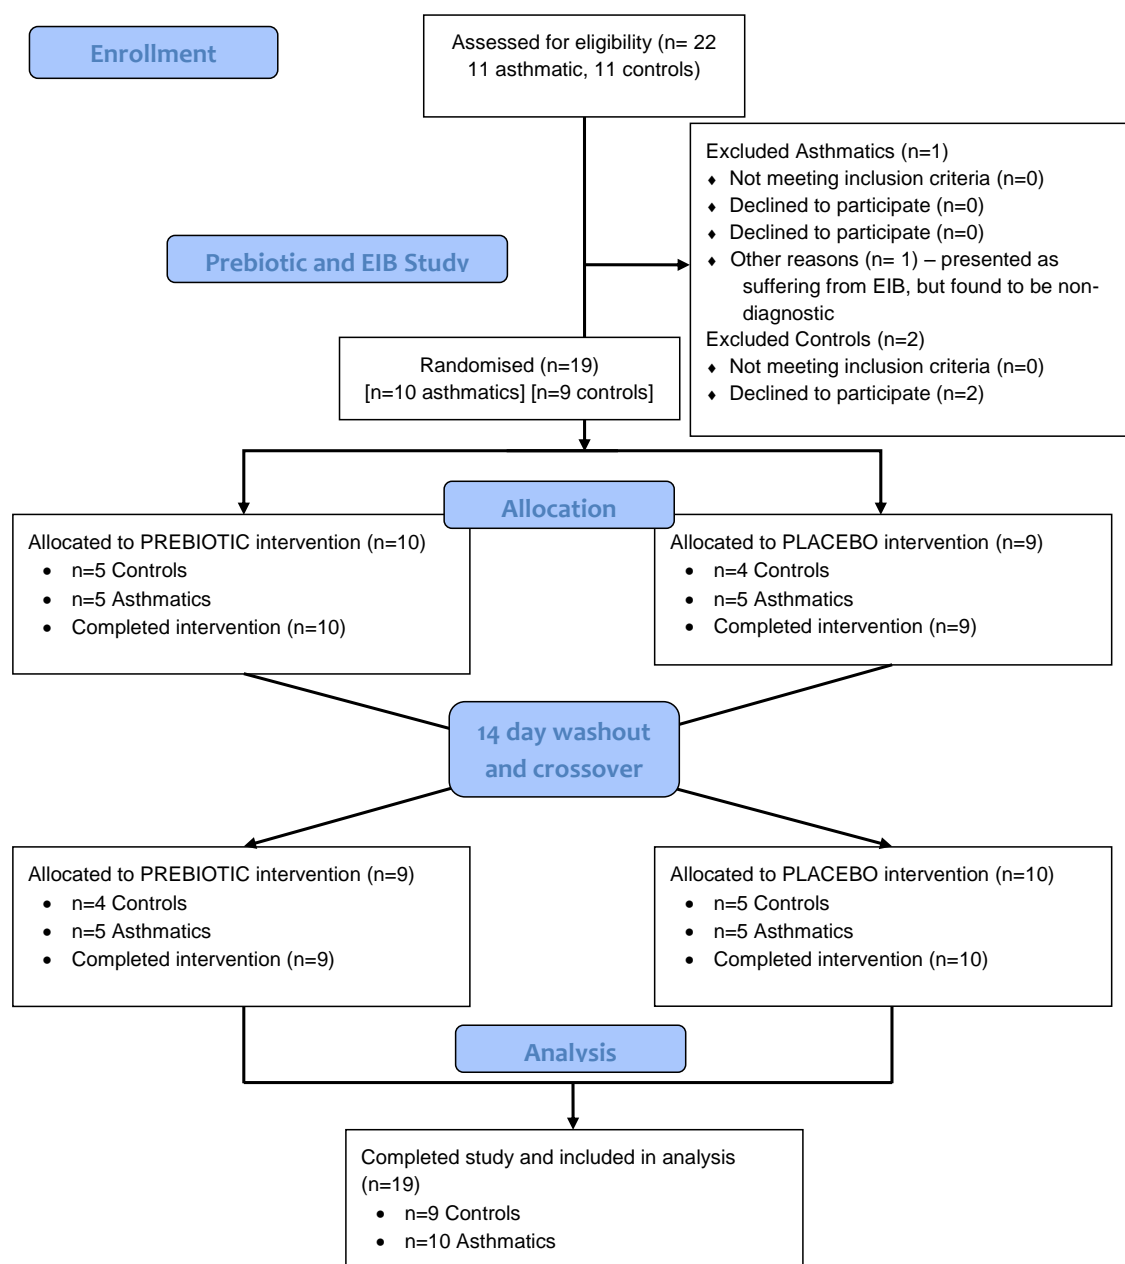 Enrollment
Assessed for eligibility (n= 22
11 asthmatic, 11 controls)
Excluded Asthmatics (n=1)
♦ Not meeting inclusion criteria (n=0)
♦ Declined to participate (n=0)
♦ Declined to participate (n=0)
♦ Other reasons (n= 1) – presented as
suffering from EIB, but found to be non-
diagnostic
Excluded Controls (n=2)
♦ Not meeting inclusion criteria (n=0)
♦ Declined to participate (n=2)
Prebiotic and EIB Study
Randomised (n=19)
[n=10 asthmatics] [n=9 controls]
Allocation
Allocated to PREBIOTIC intervention (n=10)
• n=5 Controls
• n=5 Asthmatics
• Completed intervention (n=10)
Allocated to PLACEBO intervention (n=9)
• n=4 Controls
• n=5 Asthmatics
• Completed intervention (n=9)
14 day washout
and crossover
Allocated to PREBIOTIC intervention (n=9)
• n=4 Controls
• n=5 Asthmatics
• Completed intervention (n=9)
Allocated to PLACEBO intervention (n=10)
• n=5 Controls
• n=5 Asthmatics
• Completed intervention (n=10)
Analysis
Completed study and included in analysis
(n=19)
• n=9 Controls
• n=10 Asthmatics